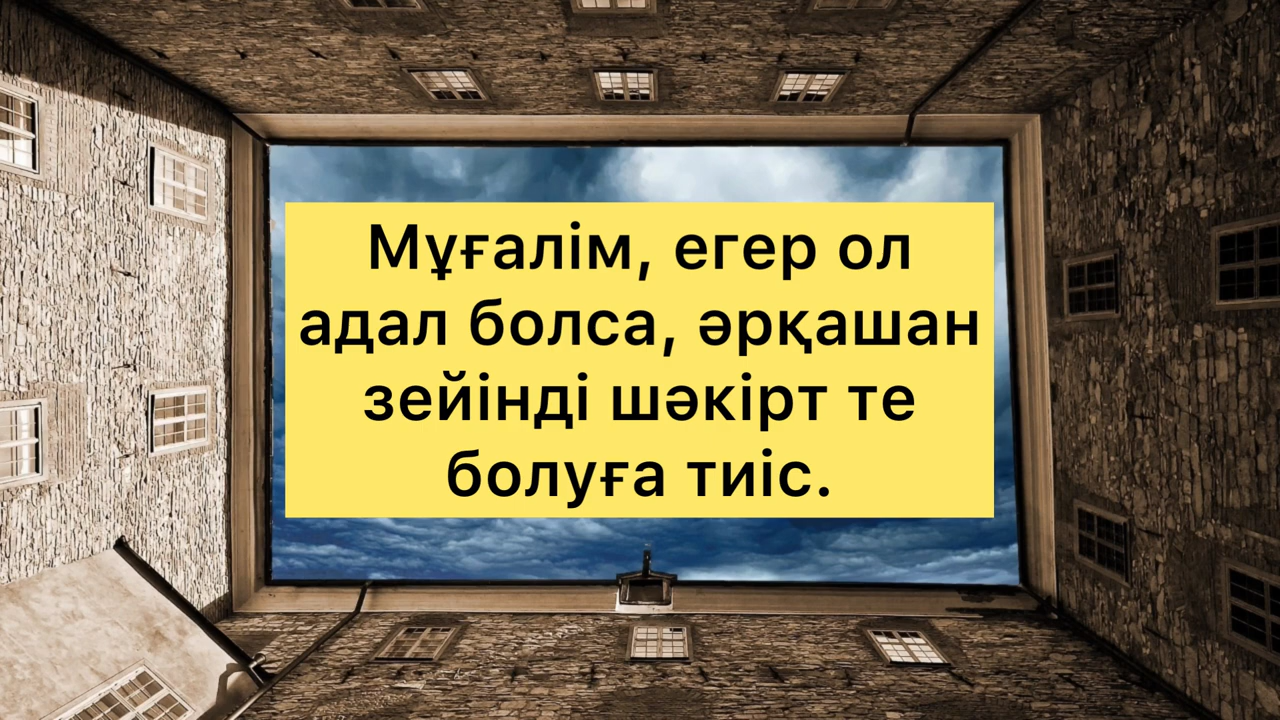 Мұғалім, егер ол
адал болса, әрқашан
зейінді шәкірт те
болуға тиіс.